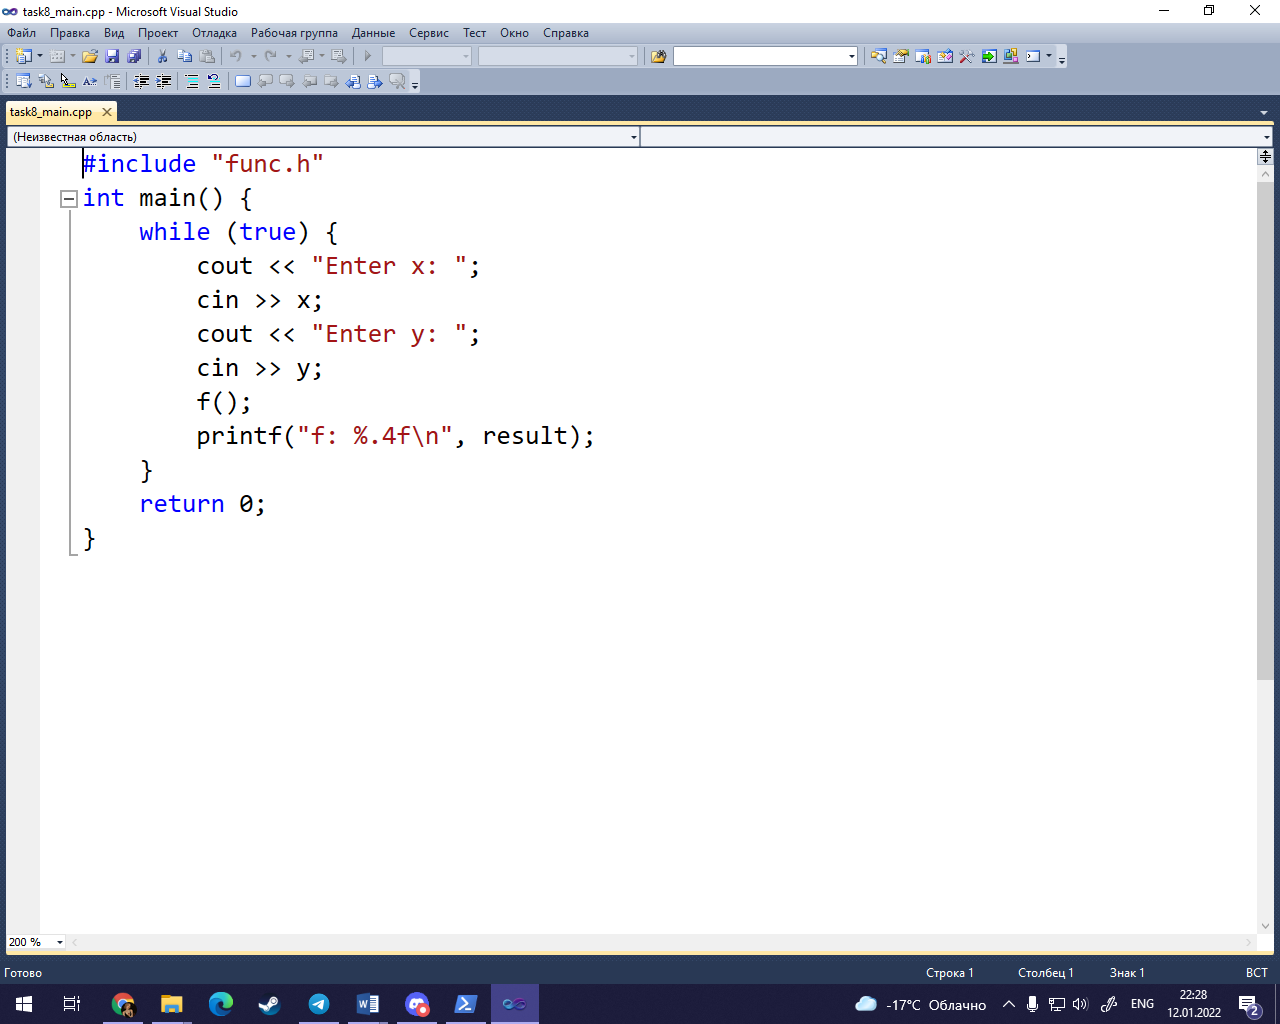 task8_main.cpp - Microsoft Visual Studio
Файл Правка Вид Проект Отладка Рабочая группа Данные Сервис Тест Окно Справка
task8_main.cpp
(Неизвестная область)
#include "func.h"
int main() {
    while (true) {
        cout << "Enter x: ";
        cin >> x;
        cout << "Enter y: ";
        cin >> y;
        f();
        printf("f: %.4f\n", result);
    }
    return 0;
}
200 %
Готово Строка 1 Столбец 1 Знак 1 ВСТ
-17°C Облачно ENG 22:28
12.01.2022 2